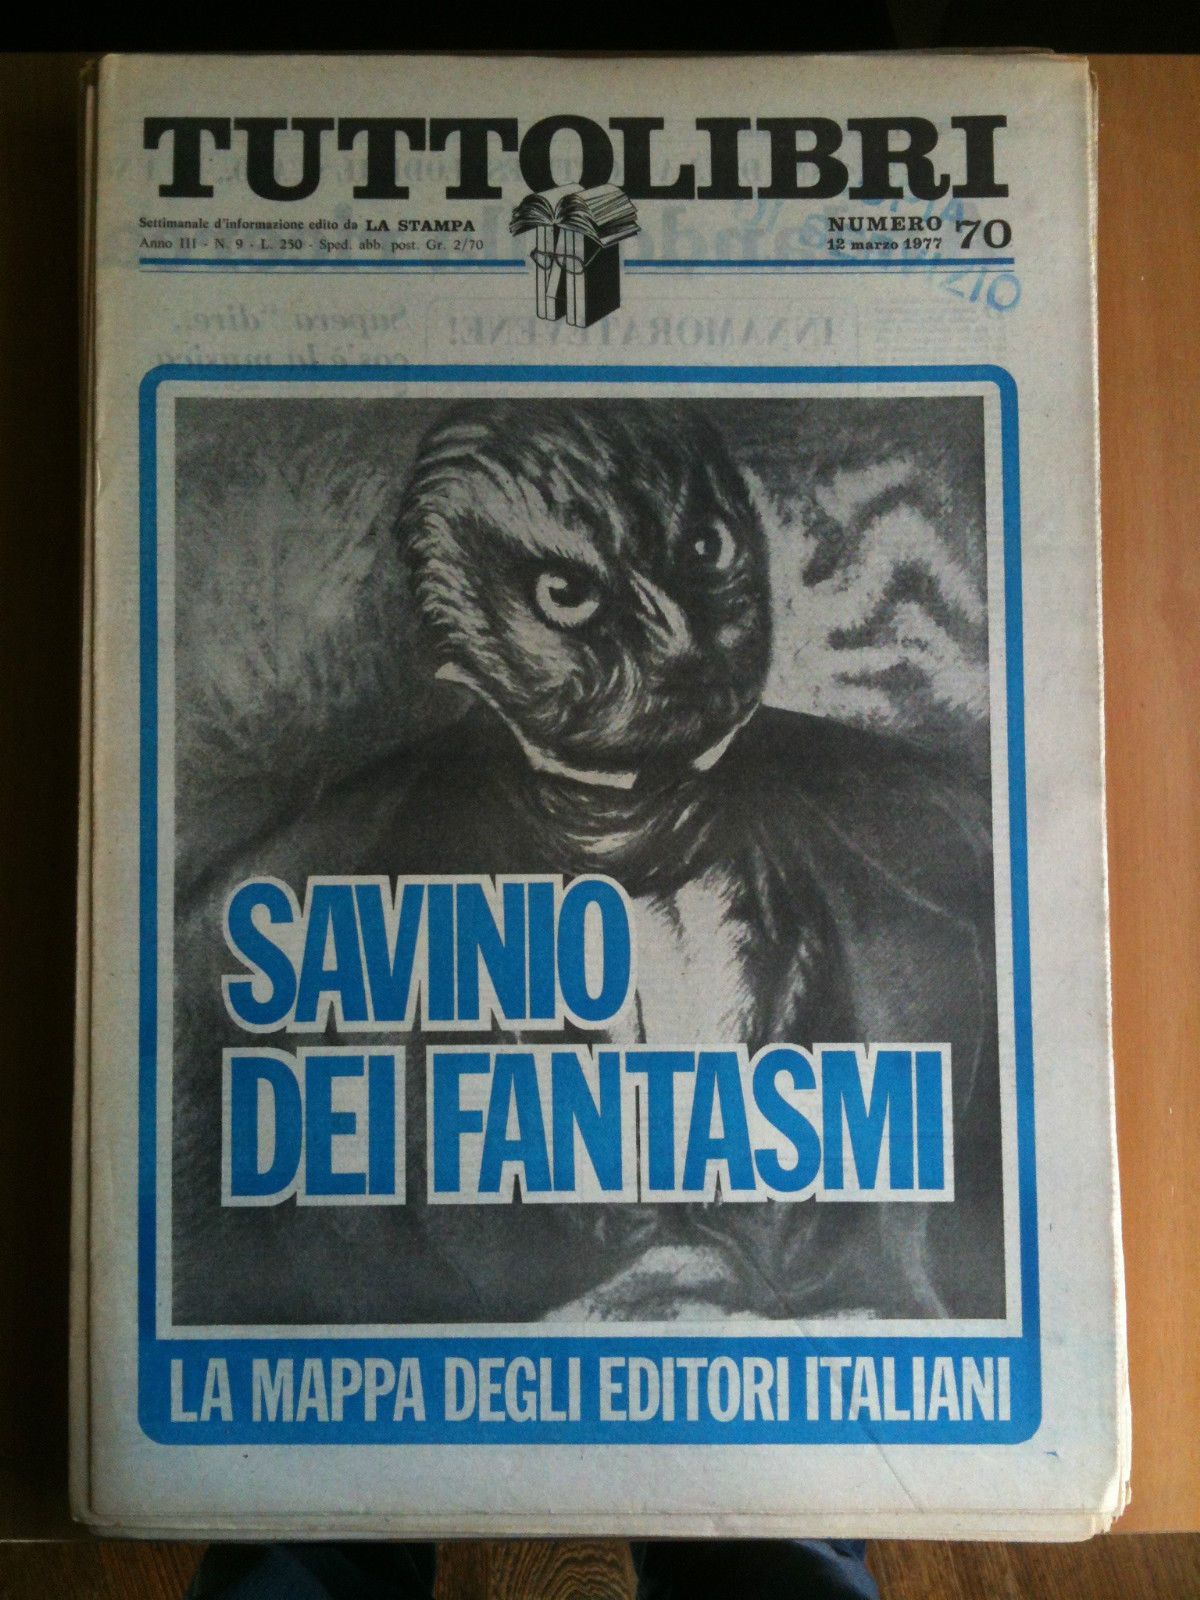 TUTTOLIBRI
Settimanale d'informazione edito da LA STAMPA
Anno III - N. 9 - L. 250 - Sped. abb. post. Gr. 2/70
NUMERO 70
12 marzo 1977
INNAMORATEVENE!
SAVINIO
DEI FANTASMI
LA MAPPA DEGLI EDITORI ITALIANI